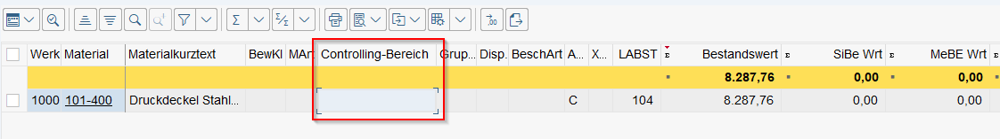 Werk Material Materialkurztext BewKl MArt Controlling-Bereich Grup... Disp. BeschArt A... X... LABST Σ Bestandswert Σ SiBe Wrt Σ MeBE Wrt
▪ 8.287,76 ▪ 0,00 ▪ 0,00
1000 101-400 Druckdeckel Stahl... C 104 8.287,76 0,00 0,00